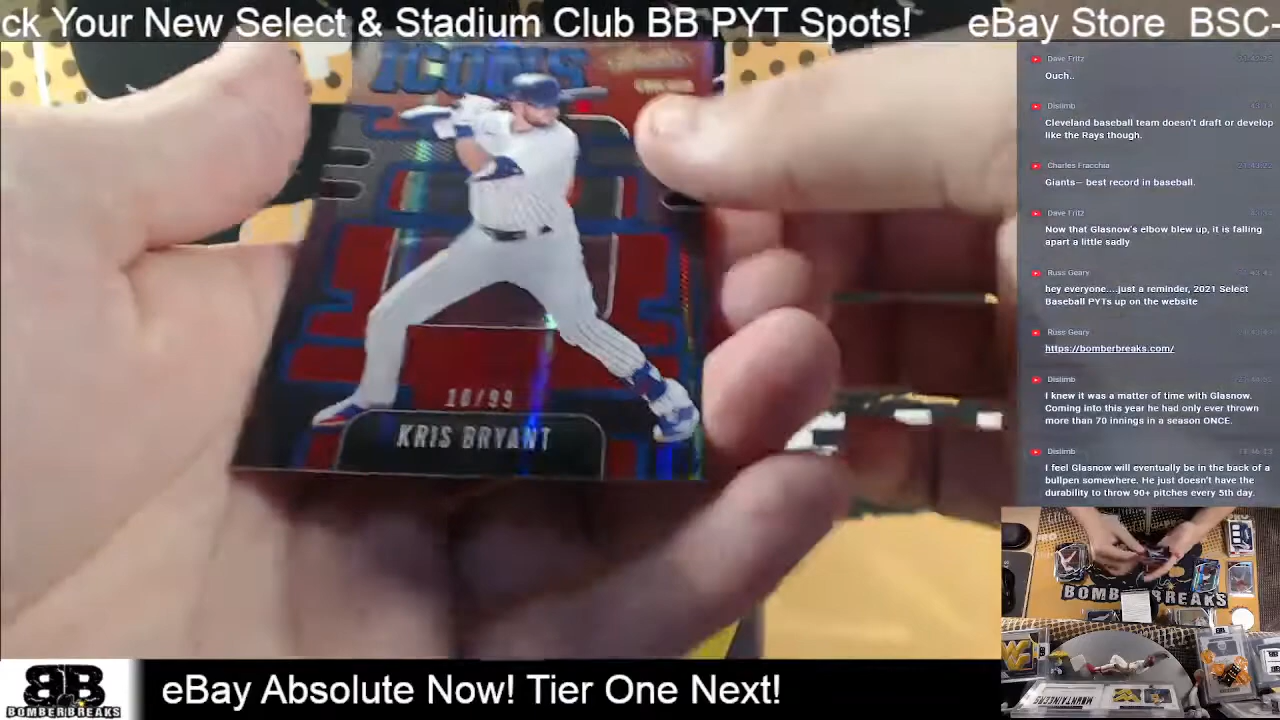 ck Your New Select & Stadium Club BB PYT Spots! eBay Store BSC-
ICONS
CHICAGO
10/99
KRIS BRYANT
Dave Fritz
Ouch..
Dislimb
Cleveland baseball team doesn't draft or develop
like the Rays though.
Charles Fracchia
Giants— best record in baseball.
Dave Fritz
Now that Glasnow's elbow blew up, it is falling
apart a little sadly
Russ Geary
hey everyone....just a reminder, 2021 Select
Baseball PYTs up on the website
Russ Geary
https://bomberbreaks.com/
Dislimb
I knew it was a matter of time with Glasnow.
Coming into this year he had only ever thrown
more than 70 innings in a season ONCE.
Dislimb
I feel Glasnow will eventually be in the back of a
bullpen somewhere. He just doesn't have the
durability to throw 90+ pitches every 5th day.
BOMBERBREAKS
MOUNTAINEERS
BB
BOMBERBREAKS
eBay Absolute Now! Tier One Next!